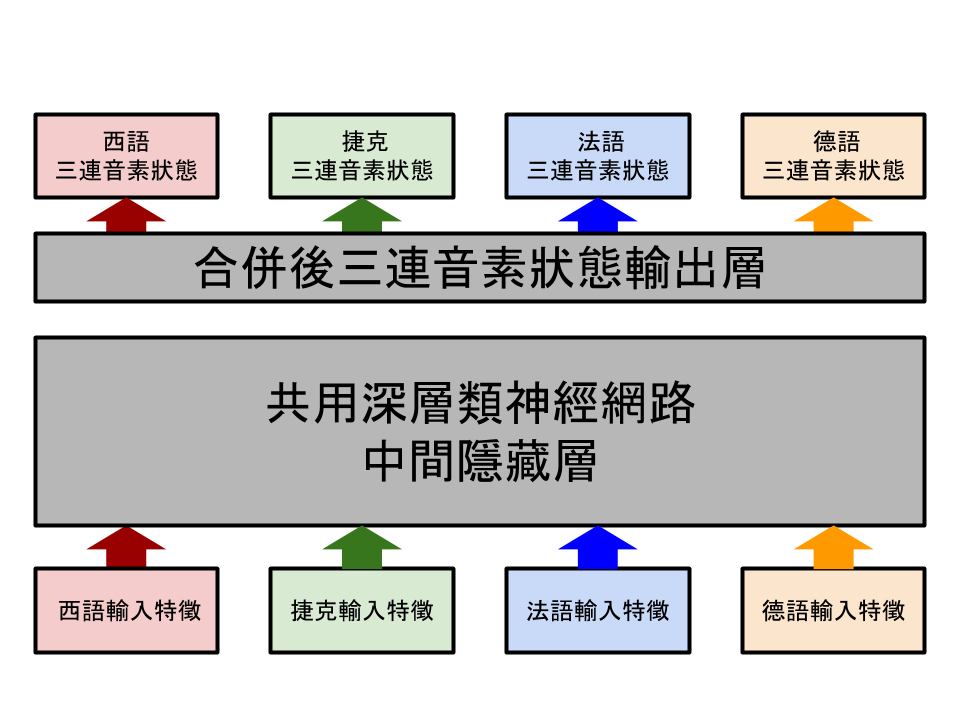 西語
三連音素狀態
捷克
三連音素狀態
法語
三連音素狀態
德語
三連音素狀態
合併後三連音素狀態輸出層
共用深層類神經網路
中間隱藏層
西語輸入特徵
捷克輸入特徵
法語輸入特徵
德語輸入特徵